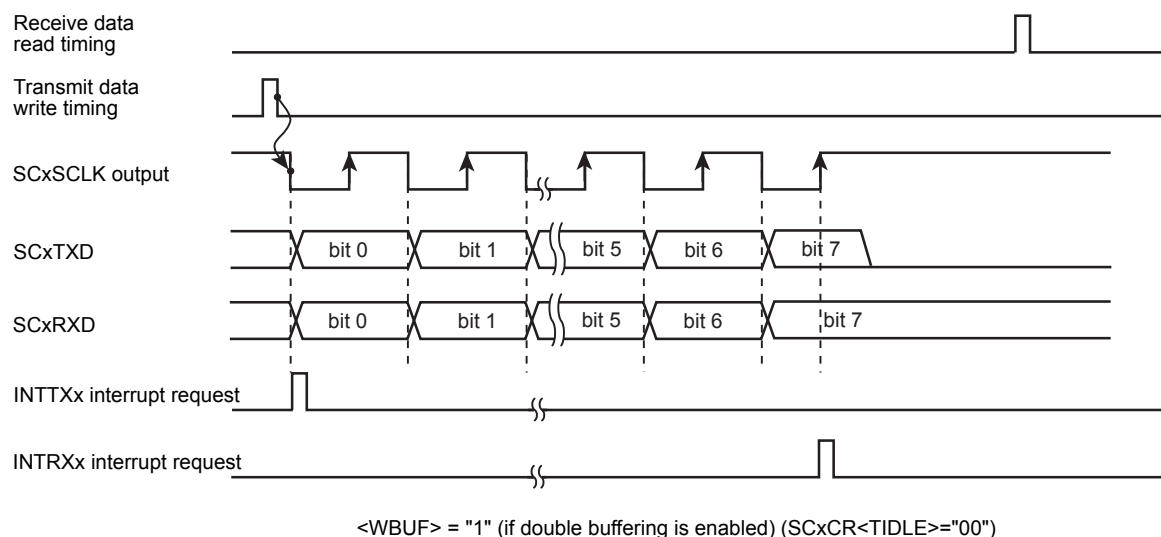 Receive data
read timing
Transmit data
write timing
SCxSCLK output
SCxTXD
bit 0
bit 1
bit 5
bit 6
bit 7
SCxRXD
bit 0
bit 1
bit 5
bit 6
bit 7
INTTXx interrupt request
INTRXx interrupt request
<WBUF> = "1" (if double buffering is enabled) (SCxCR<TIDLE>="00")